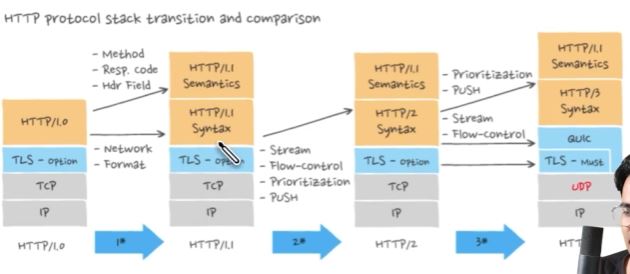 HTTP protocol stack transition and comparison
- Method
- Resp. code
- Hdr Field
- Network
- Format
HTTP/1.0
TLS - Option
TCP
IP
HTTP/1.0
1*
HTTP/1.1
Semantics
HTTP/1.1
Syntax
TLS -
TCP
IP
HTTP/1.1
- Stream
- Flow-control
- Prioritization
- PUSH
2*
HTTP/1.1
Semantics
HTTP/2
Syntax
TLS - Option
TCP
IP
HTTP/2
- Prioritization
- PUSH
- Stream
- Flow-control
3*
HTTP/1.1
Semantics
HTTP/3
Syntax
QUIC
TLS - Must
UDP
IP